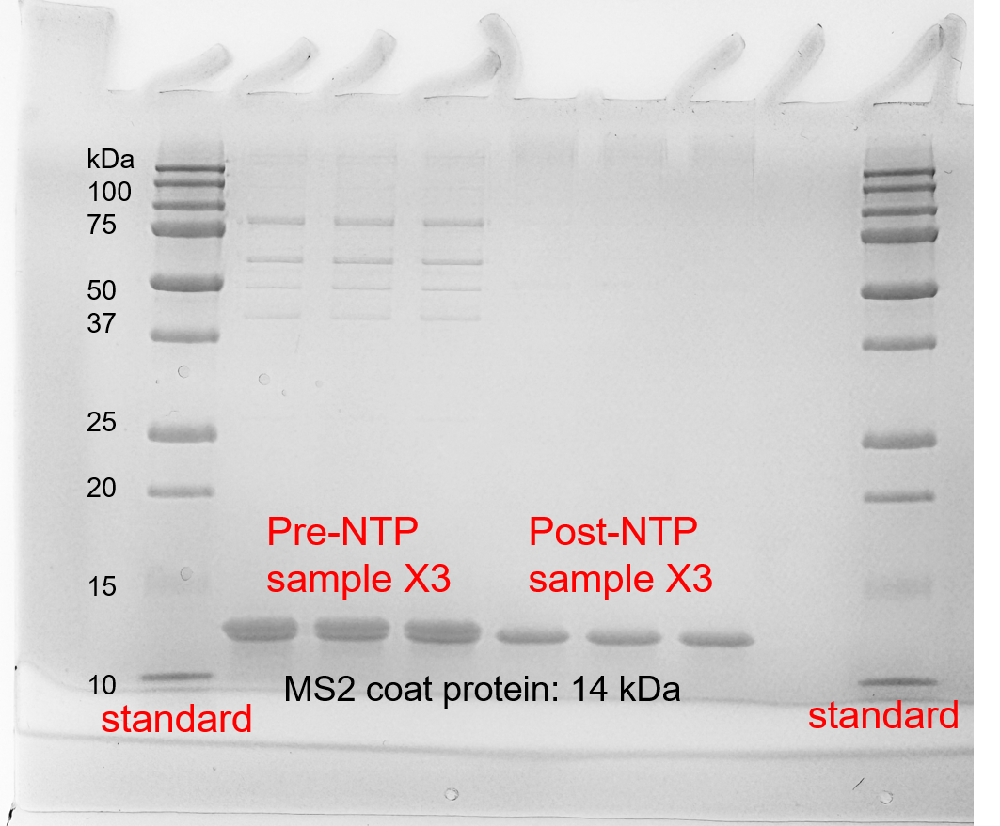 kDa
100
75
50
37
25
20
Pre-NTP
sample X3
Post-NTP
sample X3
15
10
MS2 coat protein: 14 kDa
standard
standard